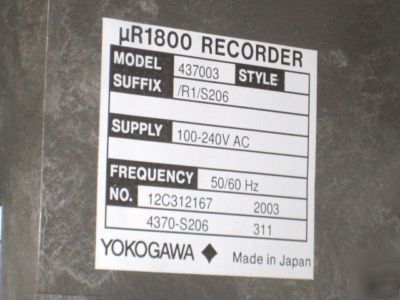 µR1800 RECORDER
MODEL 437003 STYLE
SUFFIX /R1/S206
SUPPLY 100-240V AC
FREQUENCY 50/60 Hz
NO. 12C312167 2003
4370-S206 311
YOKOGAWA Made in Japan